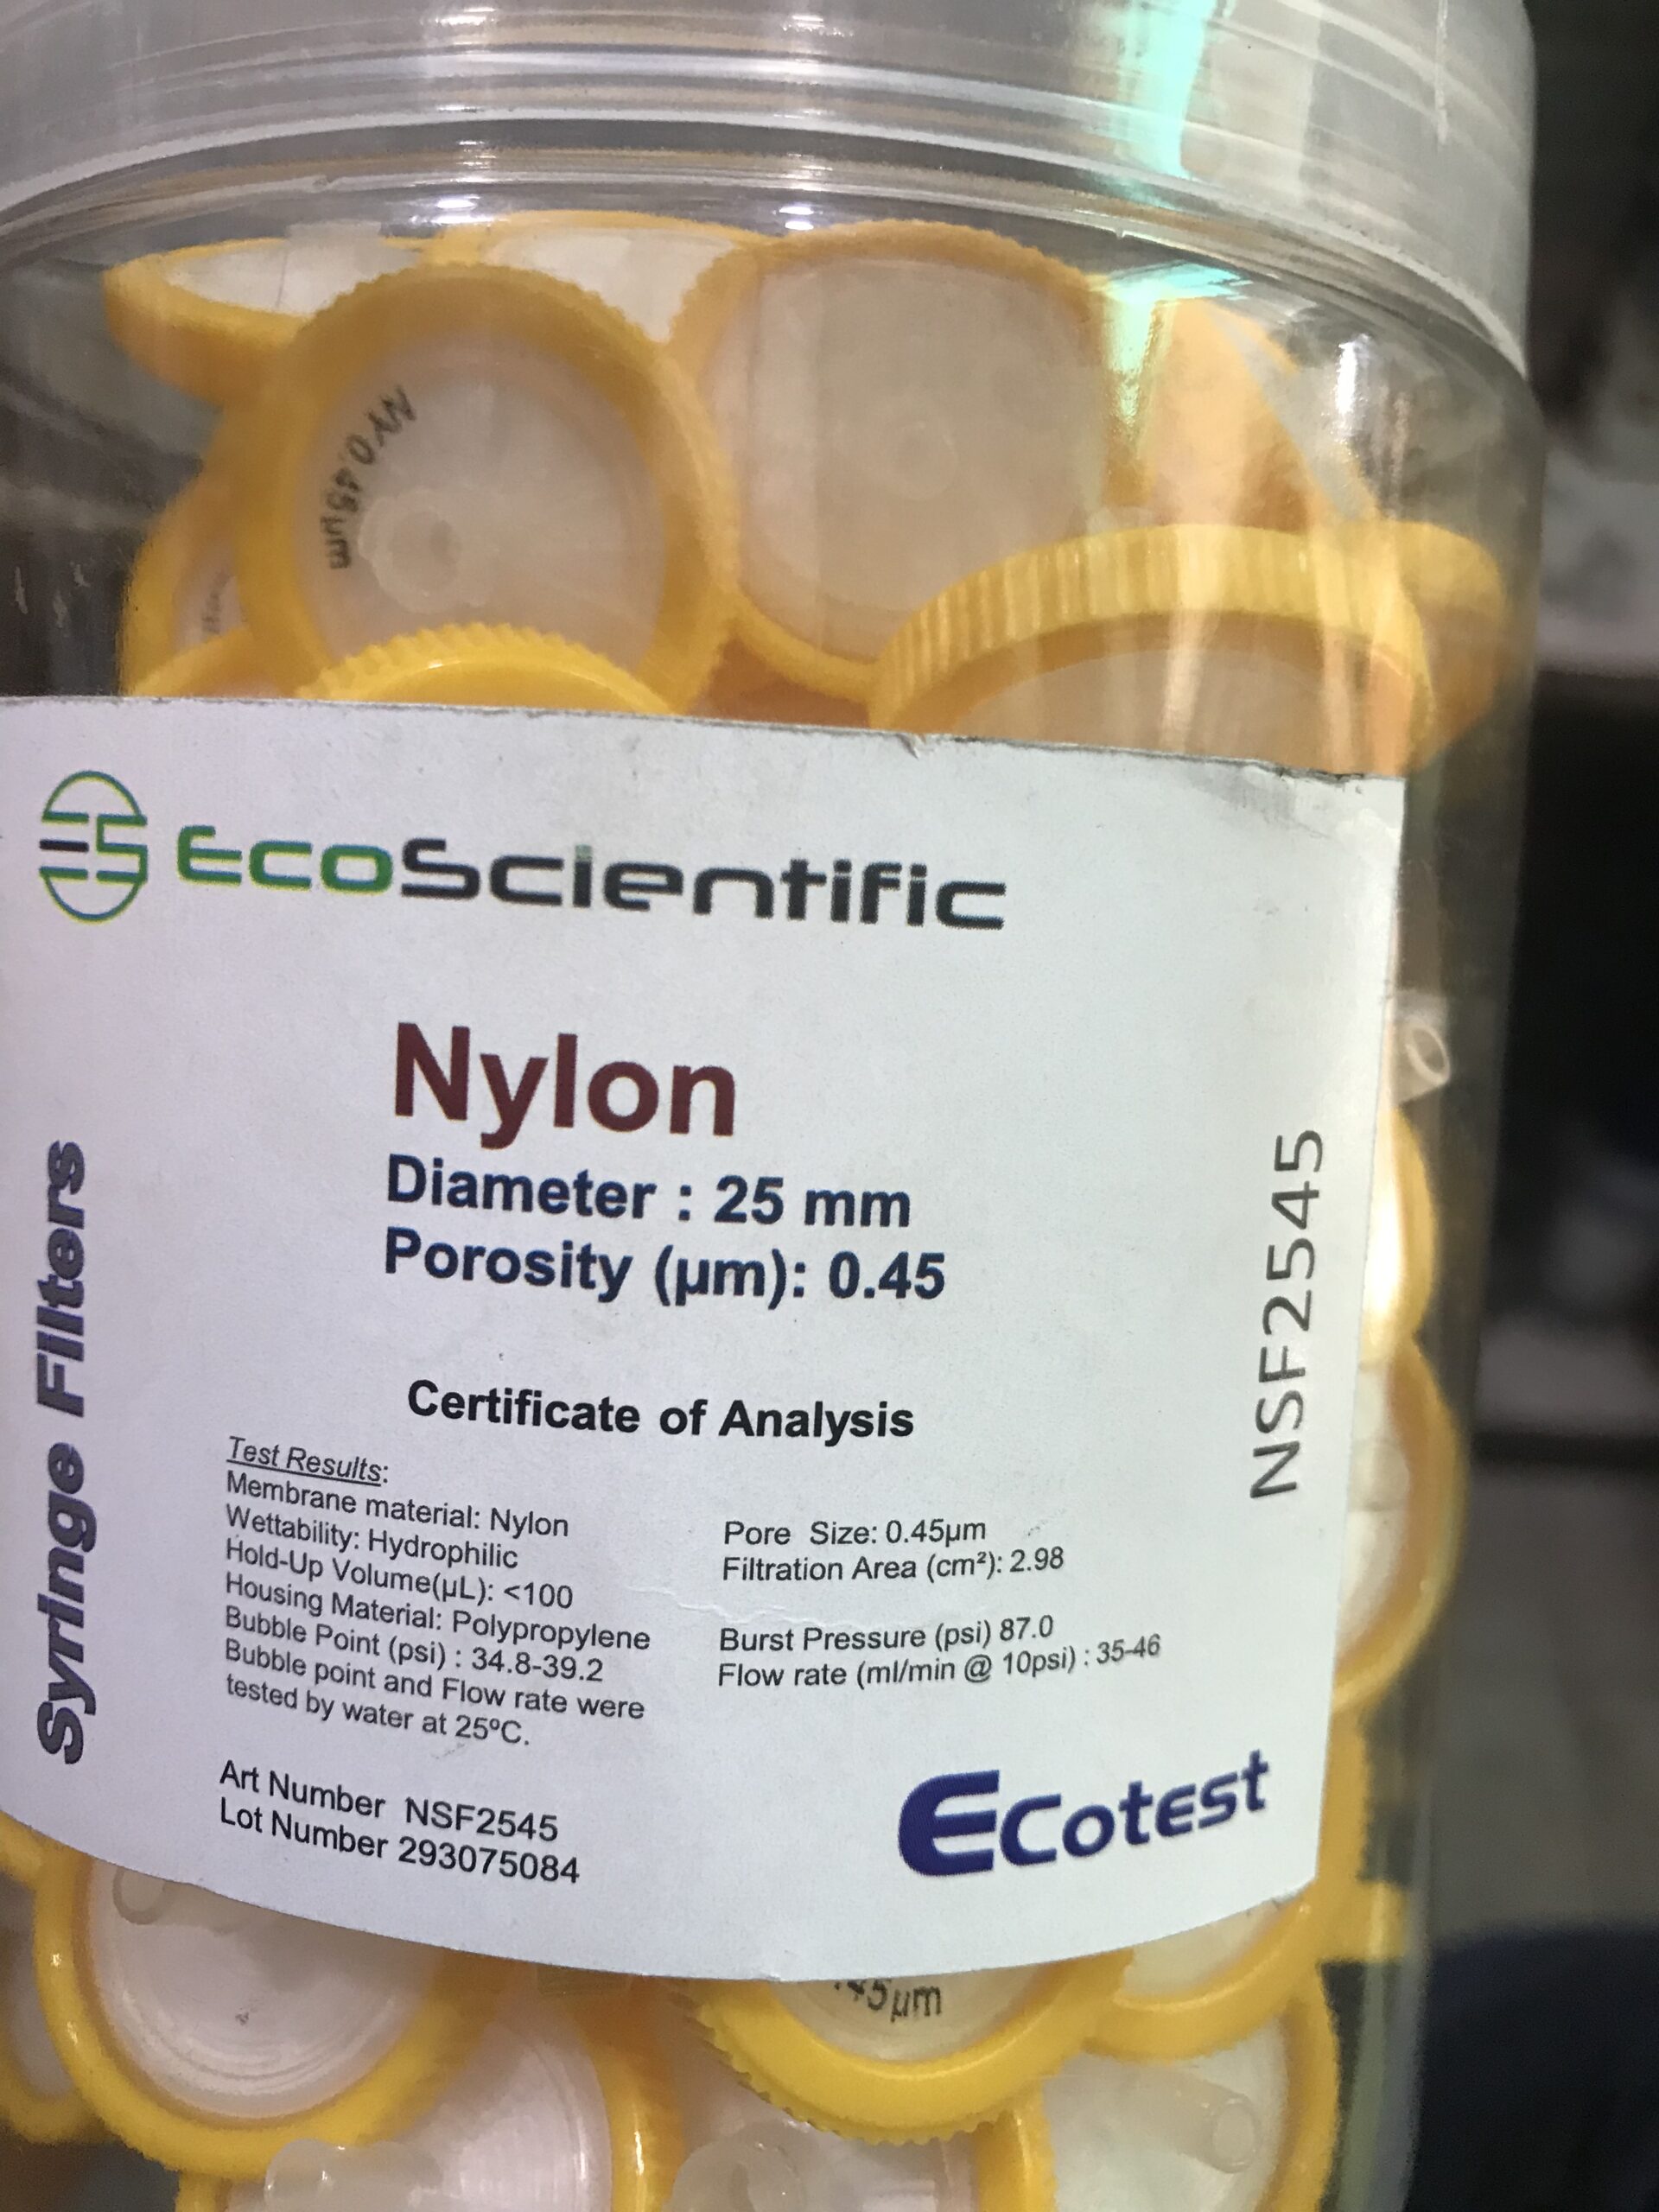 NY 0.45µm
EcoScientific
Nylon
Diameter : 25 mm
Porosity (µm): 0.45
Syringe Filters
NSF2545
Certificate of Analysis
Test Results:
Membrane material: Nylon
Wettability: Hydrophilic
Hold-Up Volume(µL): <100
Housing Material: Polypropylene
Bubble Point (psi) : 34.8-39.2
Bubble point and Flow rate were
tested by water at 25ºC.
Pore Size: 0.45µm
Filtration Area (cm²): 2.98
Burst Pressure (psi) 87.0
Flow rate (ml/min @ 10psi) : 35-46
Art Number NSF2545
Lot Number 293075084
Ecotest
.45µm